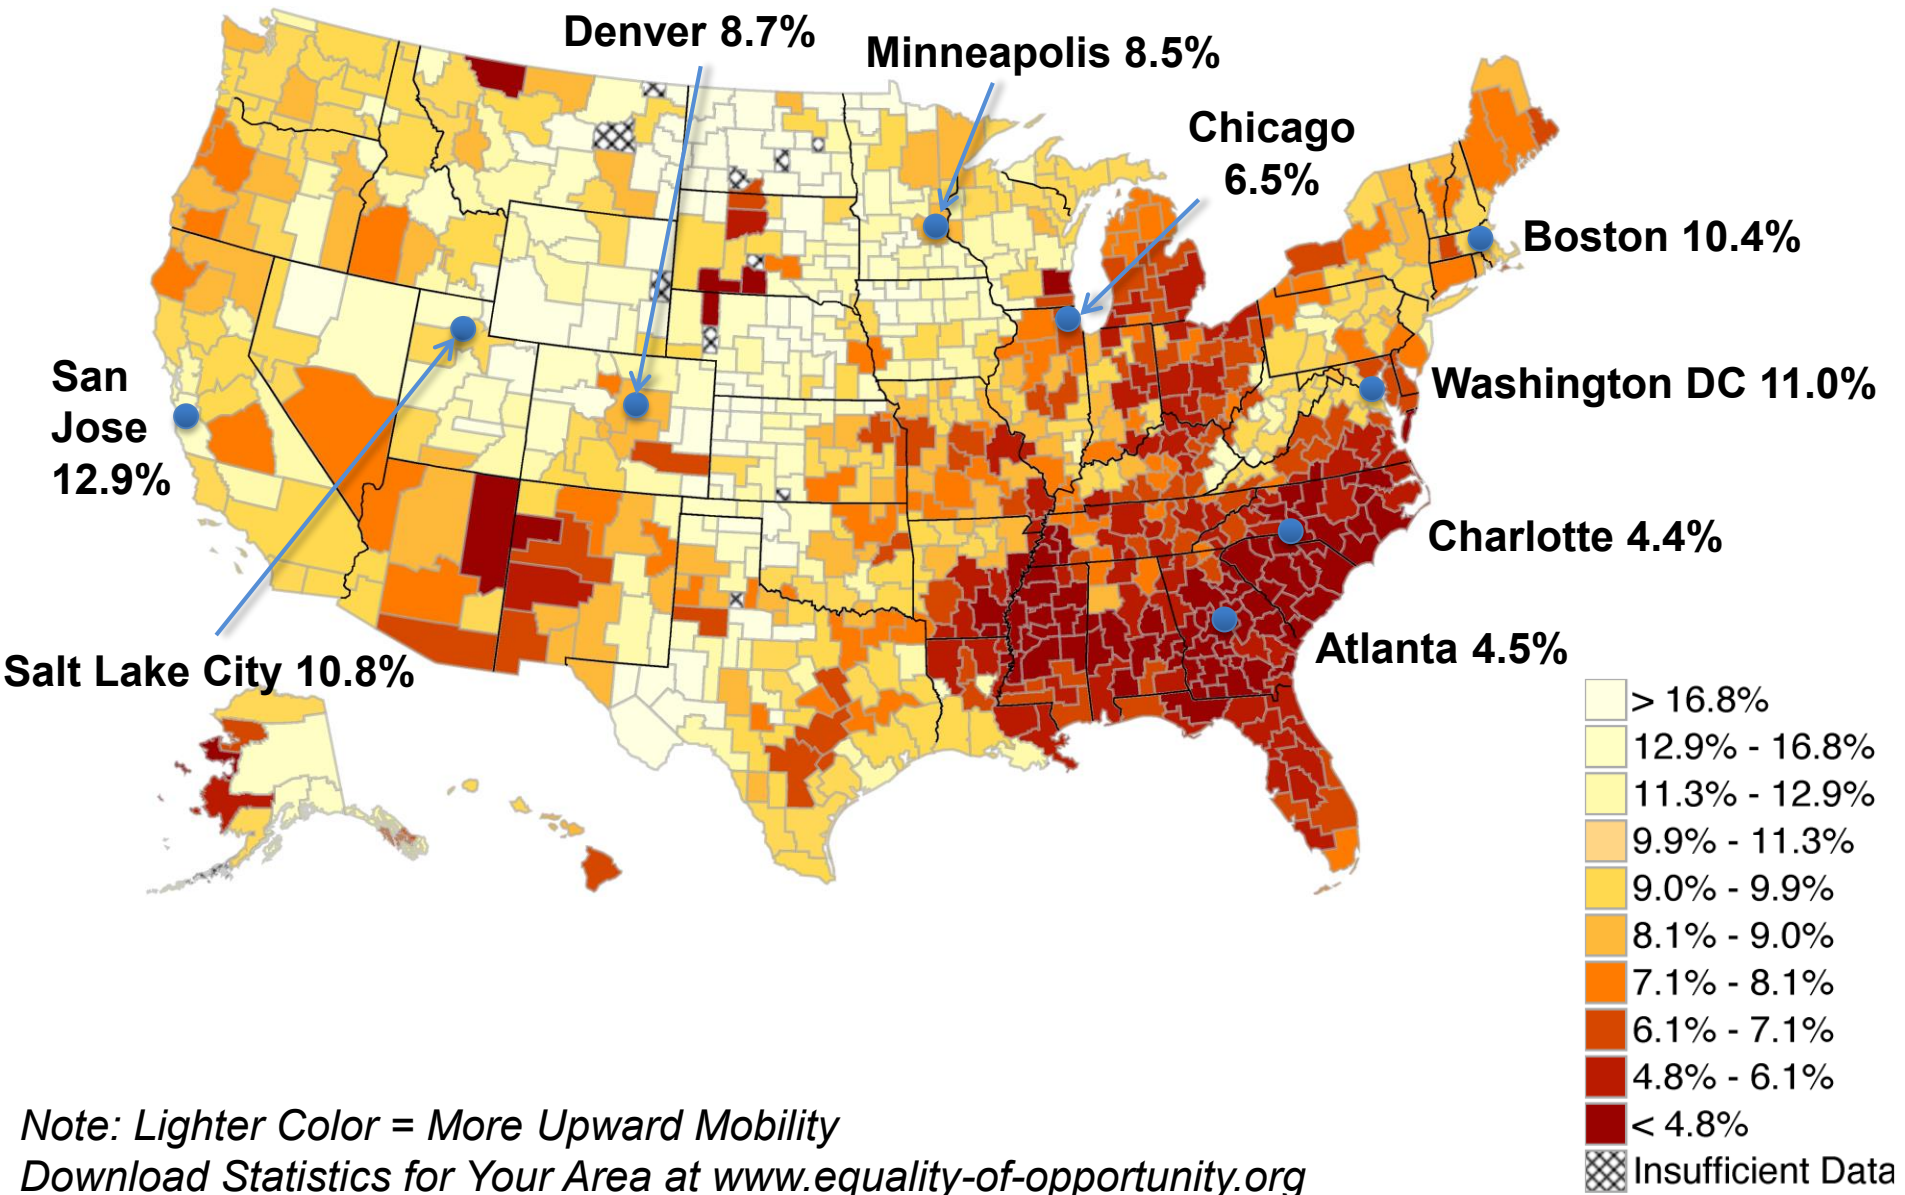 Denver 8.7%
Minneapolis 8.5%
Chicago
6.5%
Boston 10.4%
San
Jose
12.9%
Washington DC 11.0%
Charlotte 4.4%
Salt Lake City 10.8%
Atlanta 4.5%
> 16.8%
12.9% - 16.8%
11.3% - 12.9%
9.9% - 11.3%
9.0% - 9.9%
8.1% - 9.0%
7.1% - 8.1%
6.1% - 7.1%
4.8% - 6.1%
< 4.8%
Insufficient Data
Note: Lighter Color = More Upward Mobility
Download Statistics for Your Area at www.equality-of-opportunity.org